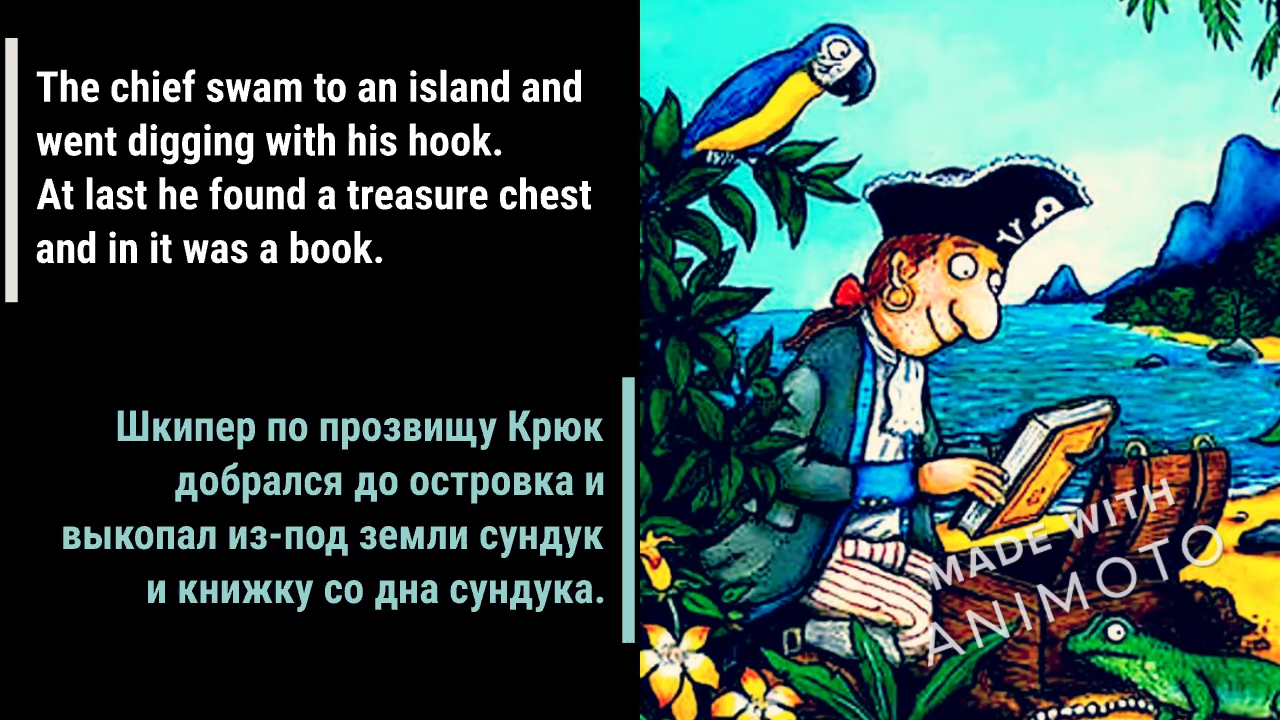 The chief swam to an island and
went digging with his hook.
At last he found a treasure chest
and in it was a book.
Шкипер по прозвищу Крюк
добрался до островка и
выкопал из-под земли сундук
и книжку со дна сундука.
MADE WITH
ANIMOTO